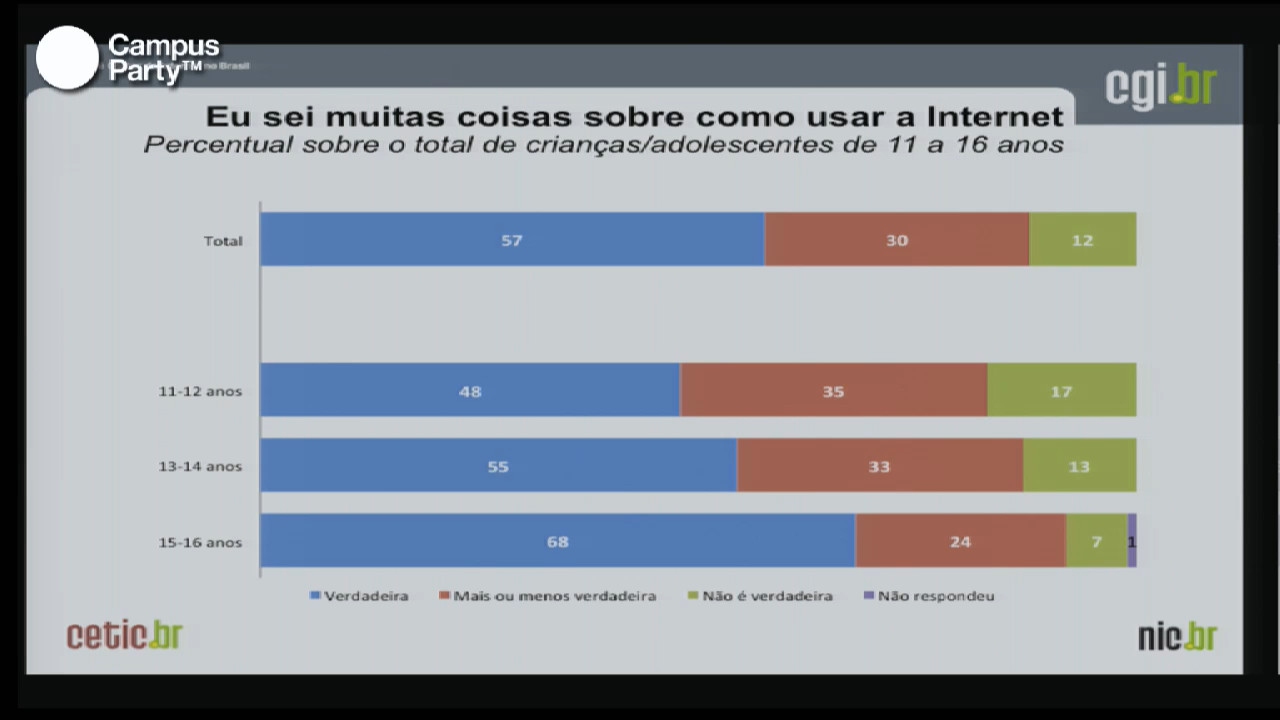 Campus
Party™
no Brasil
cgi.br
Eu sei muitas coisas sobre como usar a Internet
Percentual sobre o total de crianças/adolescentes de 11 a 16 anos
Total 57 30 12
11-12 anos 48 35 17
13-14 anos 55 33 13
15-16 anos 68 24 7 1
Verdadeira Mais ou menos verdadeira Não é verdadeira Não respondeu
cetic.br
nic.br